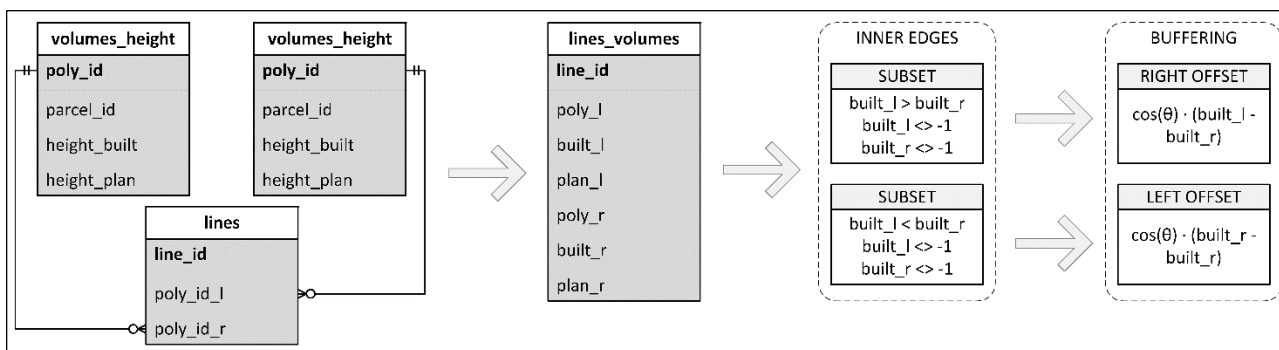 volumes_height
poly_id
parcel_id
height_built
height_plan
volumes_height
poly_id
parcel_id
height_built
height_plan
lines
line_id
poly_id_l
poly_id_r
lines_volumes
line_id
poly_l
built_l
plan_l
poly_r
built_r
plan_r
INNER EDGES
SUBSET
built_l > built_r
built_l <> -1
built_r <> -1
SUBSET
built_l < built_r
built_l <> -1
built_r <> -1
BUFFERING
RIGHT OFFSET
cos(θ) · (built_l -
built_r)
LEFT OFFSET
cos(θ) · (built_r -
built_r)